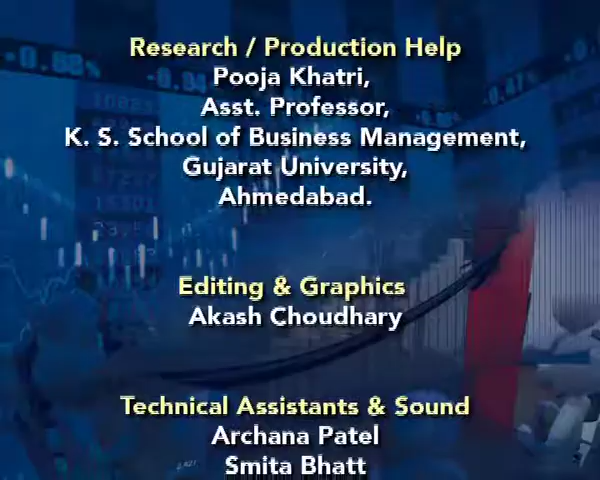 Research / Production Help
Pooja Khatri,
Asst. Professor,
K. S. School of Business Management,
Gujarat University,
Ahmedabad.
Editing & Graphics
Akash Choudhary
Technical Assistants & Sound
Archana Patel
Smita Bhatt